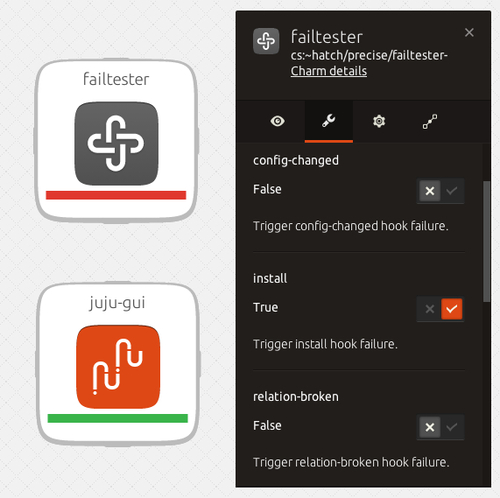 failtester
juju-gui
failtester
cs:~hatch/precise/failtester-
Charm details
config-changed
False
Trigger config-changed hook failure.
install
True
Trigger install hook failure.
relation-broken
False
Trigger relation-broken hook failure.